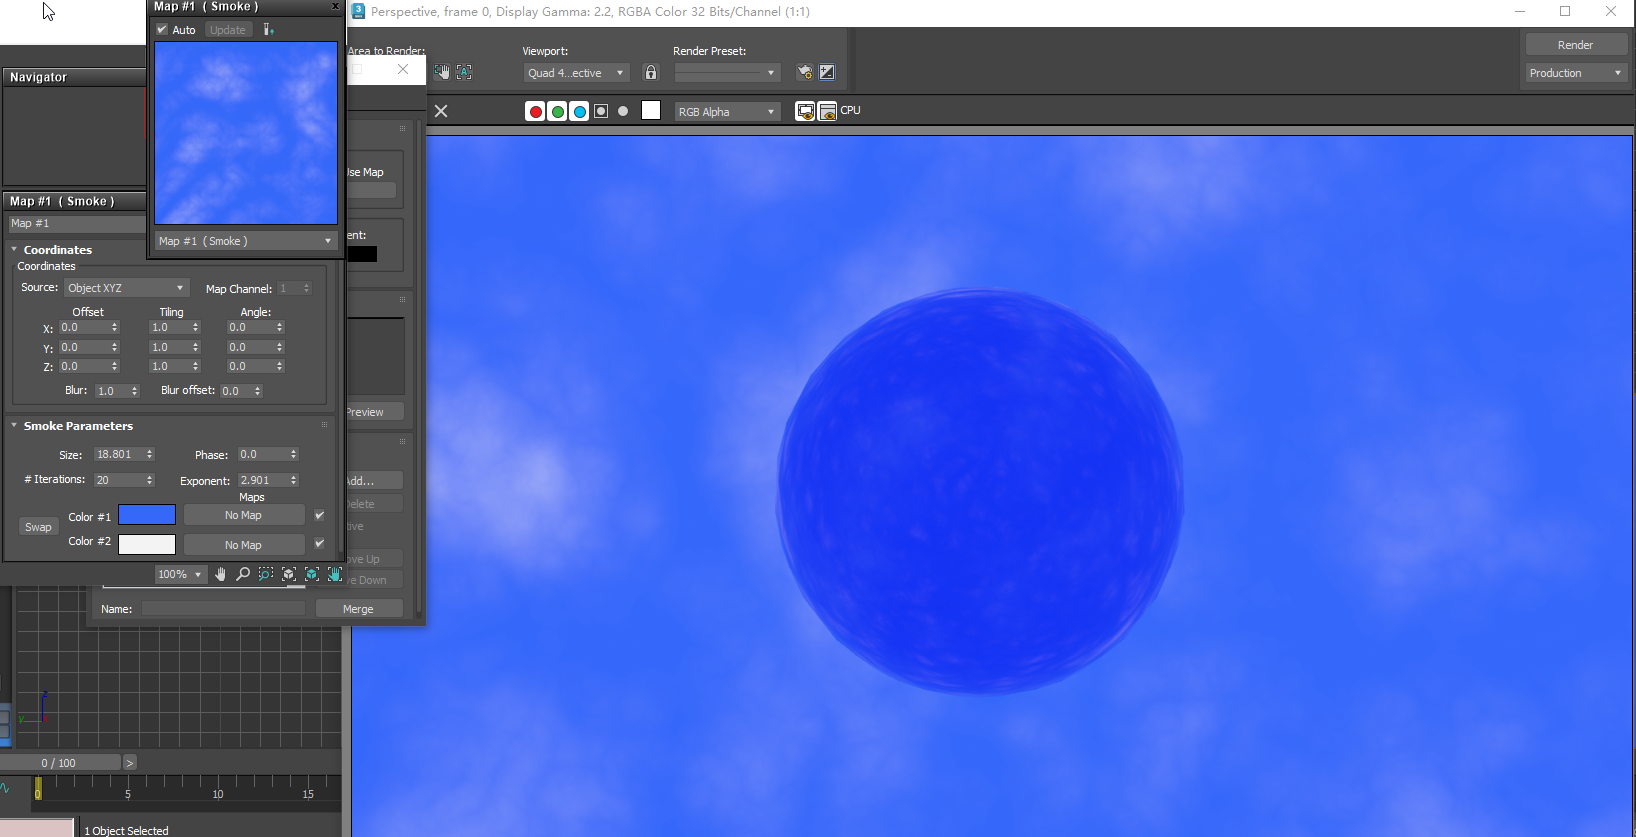 Map #1 ( Smoke )
x
Perspective, frame 0, Display Gamma: 2.2, RGBA Color 32 Bits/Channel (1:1)
Auto
Update
Area to Render:
Viewport:
Render Preset:
Render
Quad 4...ective
Production
Navigator
RGB Alpha
CPU
Use Map
Map #1 ( Smoke )
Map #1
Map #1 ( Smoke )
ent:
Coordinates
Coordinates
Source:
Object XYZ
Map Channel:
1
Offset
Tiling
Angle:
X:
0.0
1.0
0.0
Y:
0.0
1.0
0.0
Z:
0.0
1.0
0.0
Blur:
1.0
Blur offset:
0.0
Preview
Smoke Parameters
Size:
18.801
Phase:
0.0
# Iterations:
20
Exponent:
2.901
Add...
Maps
Delete
Color #1
No Map
Swap
tive
Color #2
No Map
ove Up
100%
ve Down
Name:
Merge
z
y
0 / 100
>
0
5
10
15
1 Object Selected